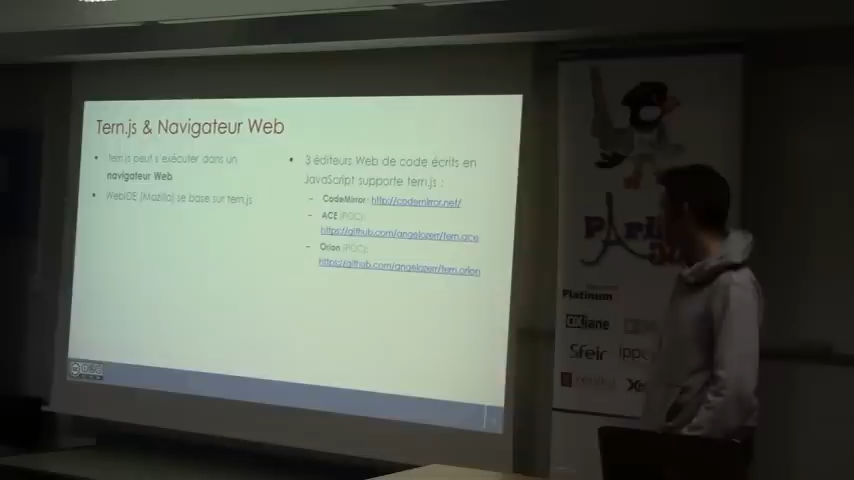 Tern.js & Navigateur Web
Tern.js peut s'exécuter dans un
navigateur Web
WebIDE (Mozilla) se base sur tern.js
3 éditeurs Web de code écrits en
JavaScript supporte tern.js :
CodeMirror : http://codemirror.net/
ACE (POC):
https://github.com/angelozerr/tern.ace
Orion (POC):
https://github.com/angelozerr/tern.orion
Platinum
Sfeir